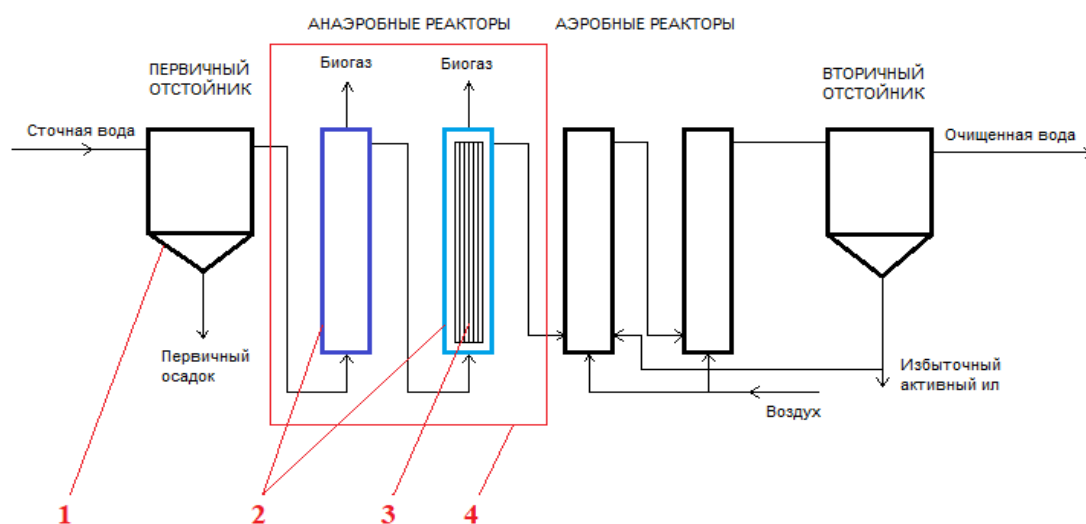 АНАЭРОБНЫЕ РЕАКТОРЫ
АЭРОБНЫЕ РЕАКТОРЫ
ПЕРВИЧНЫЙ
ОТСТОЙНИК
Биогаз
Биогаз
ВТОРИЧНЫЙ
ОТСТОЙНИК
Сточная вода
Очищенная вода
Первичный
осадок
Избыточный
активный ил
Воздух
1
2
3
4